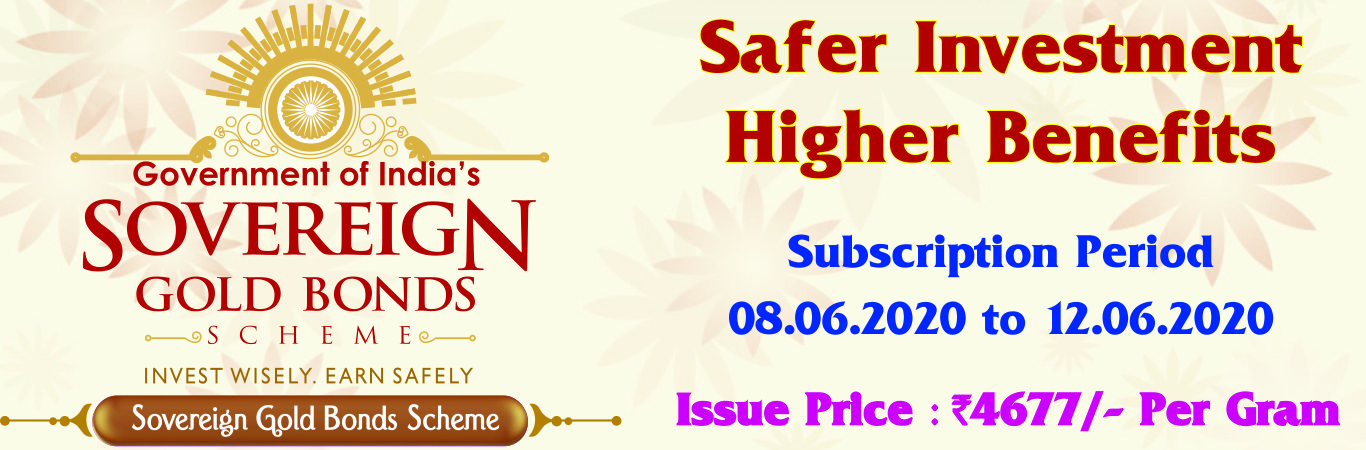 Government of India's
SOVEREIGN
GOLD BONDS
SCHEME
INVEST WISELY. EARN SAFELY
Sovereign Gold Bonds Scheme
Safer Investment
Higher Benefits
Subscription Period
08.06.2020 to 12.06.2020
Issue Price : ₹4677/- Per Gram